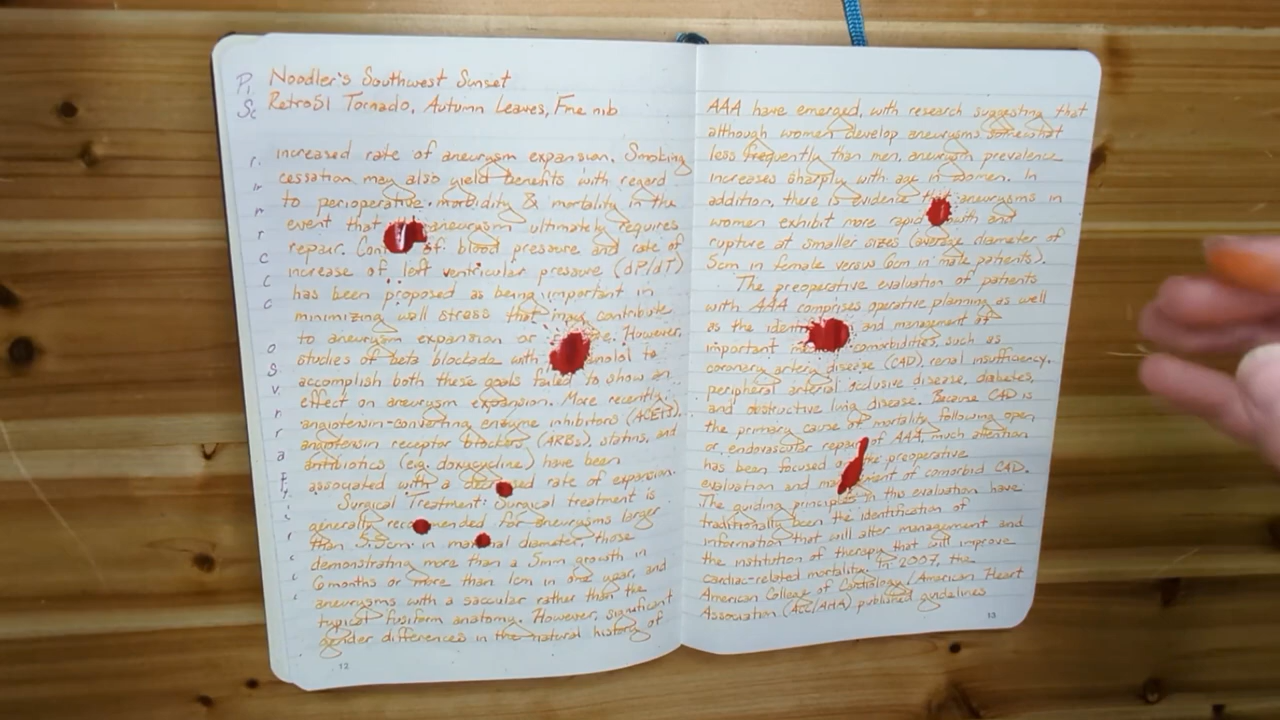 Noodler's Southwest Sunset
Retro51 Tornado, Autumn Leaves, Fine nib
increased rate of aneurysm expansion. Smoking
cessation may also yield benefits with regard
to perioperative morbidity & mortality in the
event that aneurysm ultimately requires
repair. of blood pressure and rate of
increase of left ventricular pressure (dP/dT)
has been proposed as being important in
minimizing wall stress that may contribute
to aneurysm expansion or However,
studies of beta blockade with
to
accomplish both these goals failed to show an
effect on aneurysm expansion. More recently,
angiotensin-converting enzyme inhibitors (ACEIs),
angiotensin receptor blockers (ARBs), statins, and
antibiotics (e.g. doxycycline) have been
associated with a rate of expansion.
Surgical Treatment: Surgical treatment is
generally recommended for aneurysms larger
than 5.5cm in maximal diameter, those
demonstrating more than a 5mm growth in
6 months or more than 1cm in one year, and
aneurysms with a saccular rather than the
typical fusiform anatomy. However, significant
gender differences in the natural history of
12
AAA have emerged, with research suggesting that
although women develop aneurysms somewhat
less frequently than men, aneurysm prevalence
increases sharply with age in women. In
addition, there is evidence that aneurysms in
women exhibit more rapid growth and
rupture at smaller sizes (average diameter of
5cm in female versus 6cm in male patients).
The preoperative evaluation of patients
with AAA comprises operative planning as well
as the and management of
important comorbidities, such as
coronary artery disease (CAD), renal insufficiency,
peripheral arterial occlusive disease, diabetes,
and obstructive lung disease. Because CAD is
the primary cause of mortality following open
or endovascular repair of AAA, much attention
has been focused on the preoperative
evaluation and management of comorbid CAD.
The guiding principles in this evaluation have
traditionally been the identification of
information that will alter management and
the institution of therapy that will improve
cardiac-related mortality. In 2007, the
American College of Cardiology/American Heart
Association (ACC/AHA) published guidelines
13